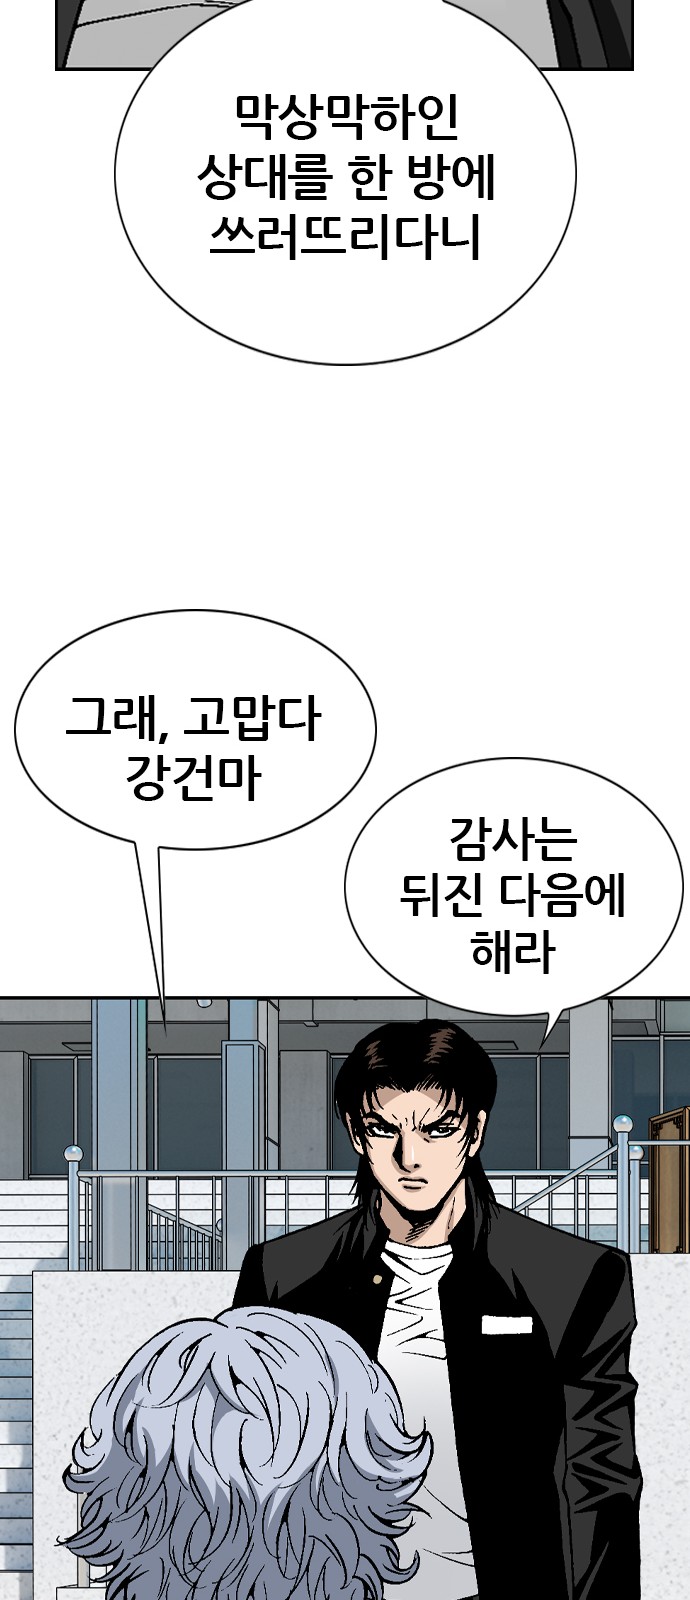 막상막하인
상대를 한 방에
쓰러뜨리다니
그래, 고맙다
강건마
감사는
뒤진 다음에
해라